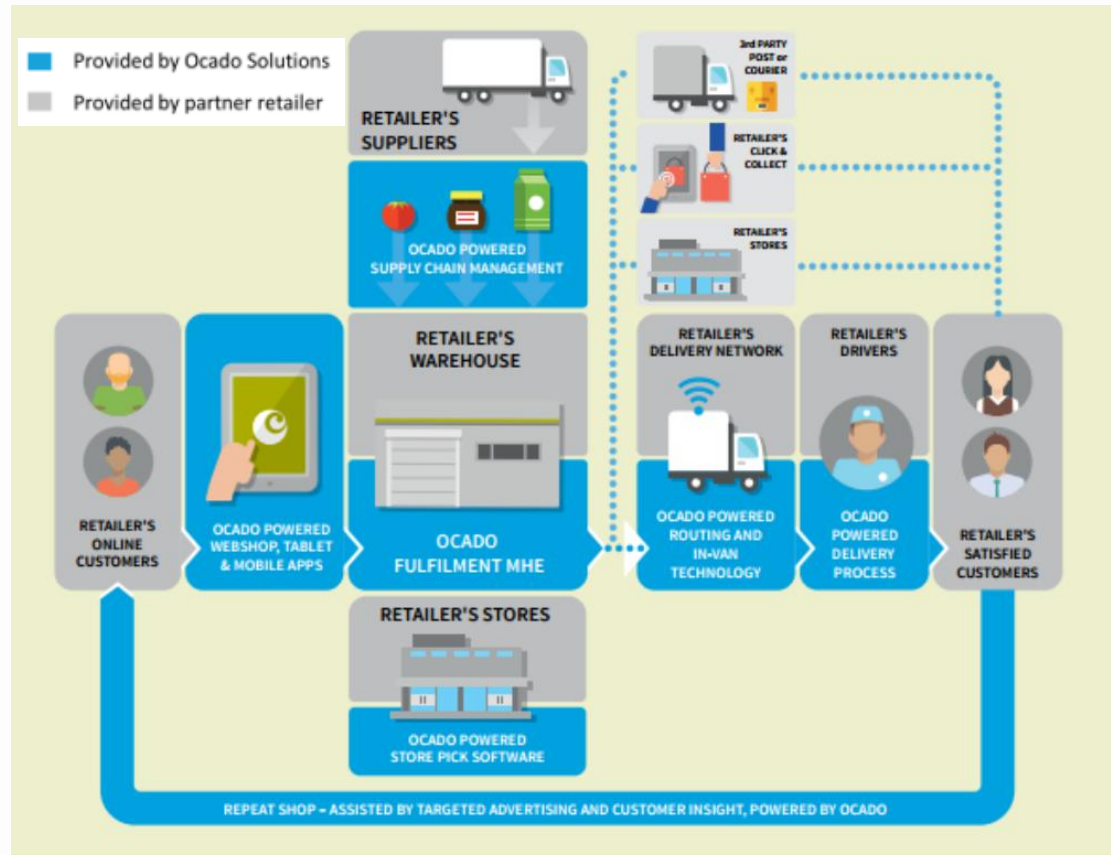 Provided by Ocado Solutions
Provided by partner retailer
RETAILER'S
SUPPLIERS
OCADO POWERED
SUPPLY CHAIN MANAGEMENT
3rd PARTY
POST or
COURIER
RETAILER'S
CLICK &
COLLECT
RETAILER'S
STORES
RETAILER'S
ONLINE
CUSTOMERS
OCADO POWERED
WEBSHOP, TABLET
& MOBILE APPS
RETAILER'S
WAREHOUSE
OCADO
FULFILMENT MHE
RETAILER'S
DELIVERY NETWORK
OCADO POWERED
ROUTING AND
IN-VAN
TECHNOLOGY
RETAILER'S
DRIVERS
OCADO
POWERED
DELIVERY
PROCESS
RETAILER'S
SATISFIED
CUSTOMERS
RETAILER'S STORES
OCADO POWERED
STORE PICK SOFTWARE
REPEAT SHOP – ASSISTED BY TARGETED ADVERTISING AND CUSTOMER INSIGHT, POWERED BY OCADO